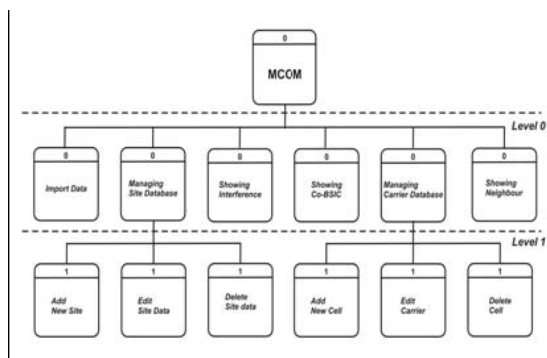 0
MCOM
Level 0
0
0
0
0
0
0
Import Data
Managing
Site Database
Showing
Interference
Showing
Co-BSIC
Managing
Carrier Database
Showing
Neighbour
Level 1
1
1
1
1
1
1
Add
New Site
Edit
Site Data
Delete
Site data
Add
New Cell
Edit
Carrier
Delete
Cell